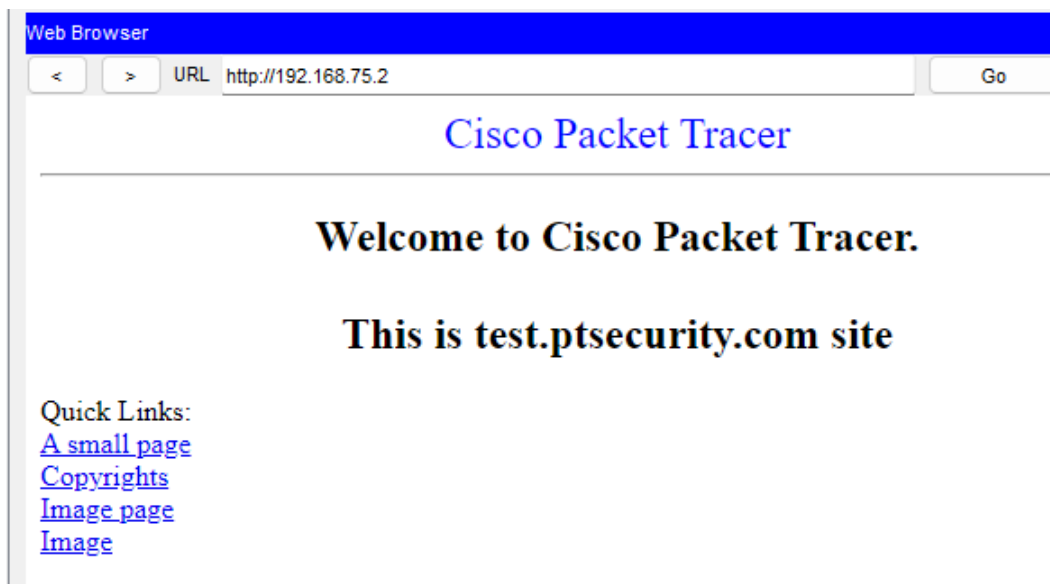 Web Browser
< > URL http://192.168.75.2 Go
Cisco Packet Tracer
Welcome to Cisco Packet Tracer.
This is test.ptsecurity.com site
Quick Links:
A small page
Copyrights
Image page
Image